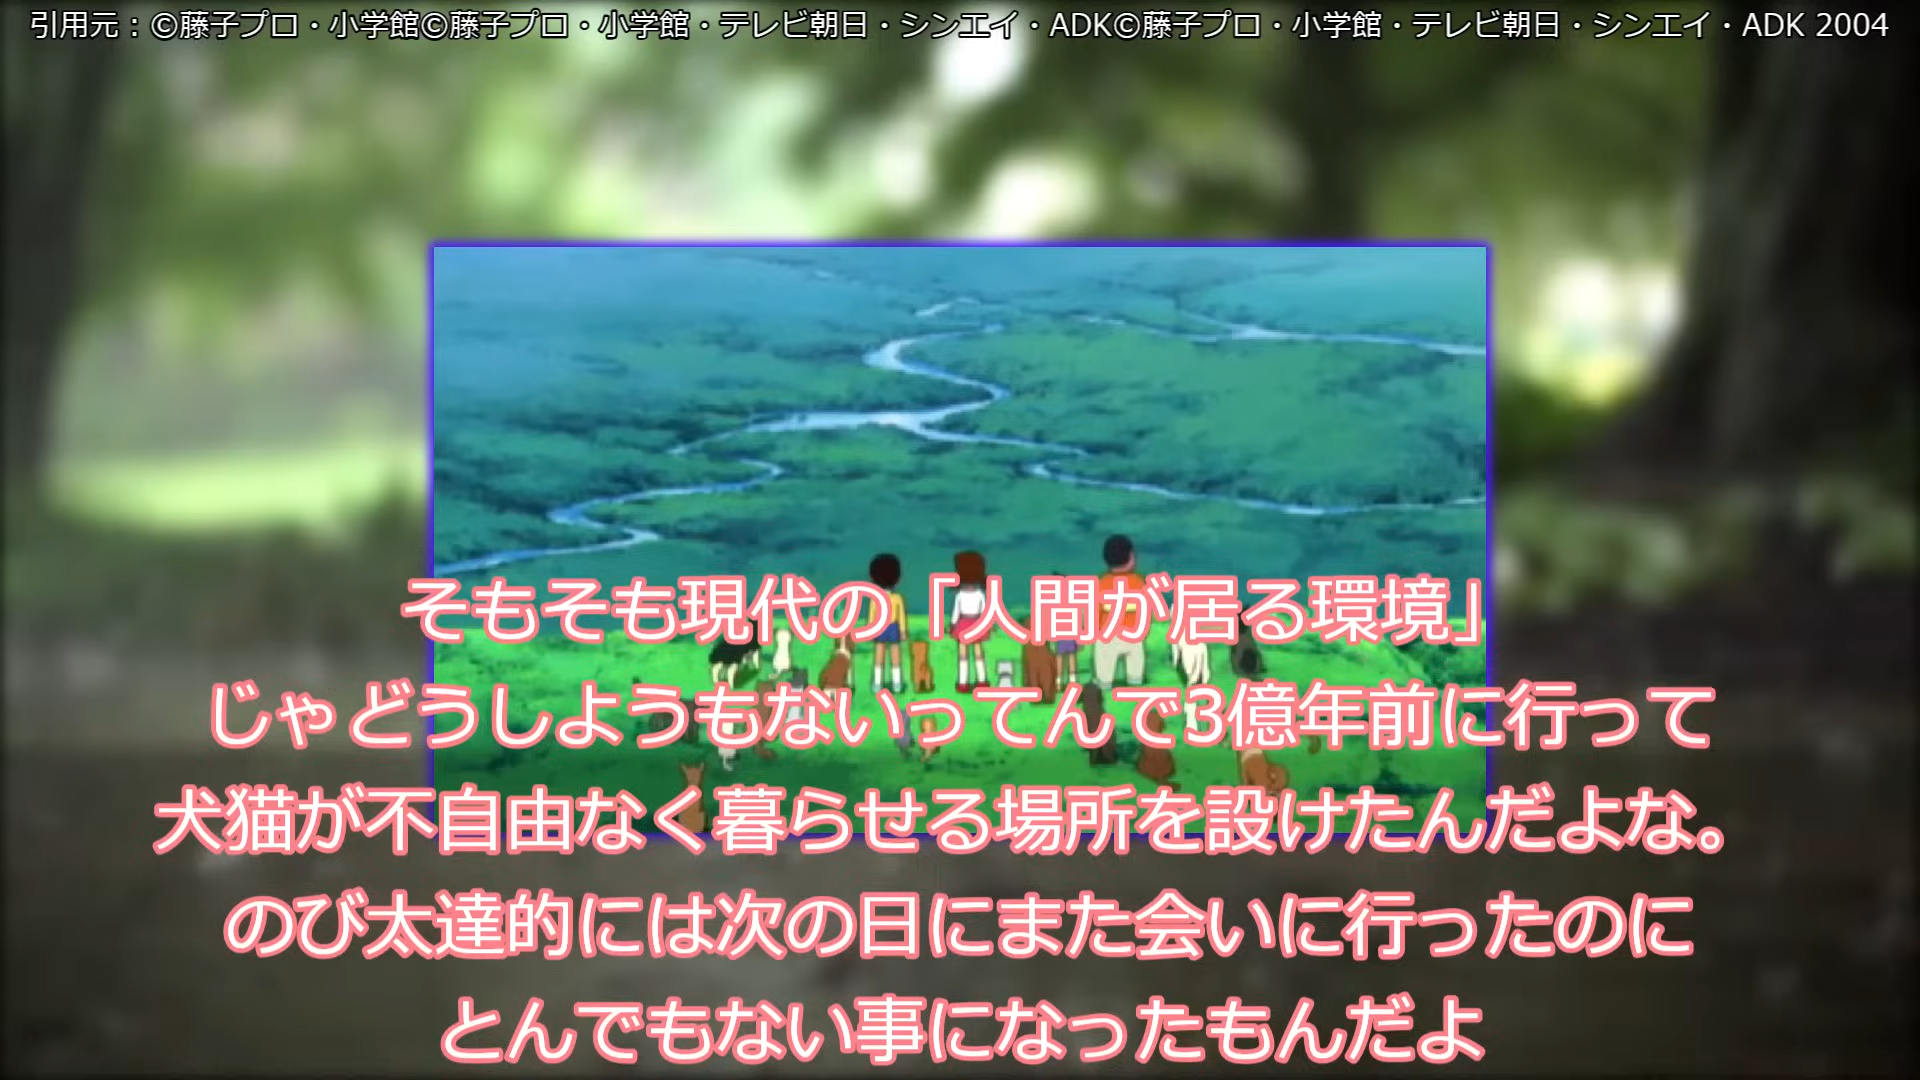 引用元：©藤子プロ・小学館©藤子プロ・小学館・テレビ朝日・シンエイ・ADK©藤子プロ・小学館・テレビ朝日・シンエイ・ADK 2004
そもそも現代の「人間が居る環境」
じゃどうしようもないってんで3億年前に行って
犬猫が不自由なく暮らせる場所を設けたんだよな。
のび太達的には次の日にまた会いに行ったのに
とんでもない事になったもんだよ